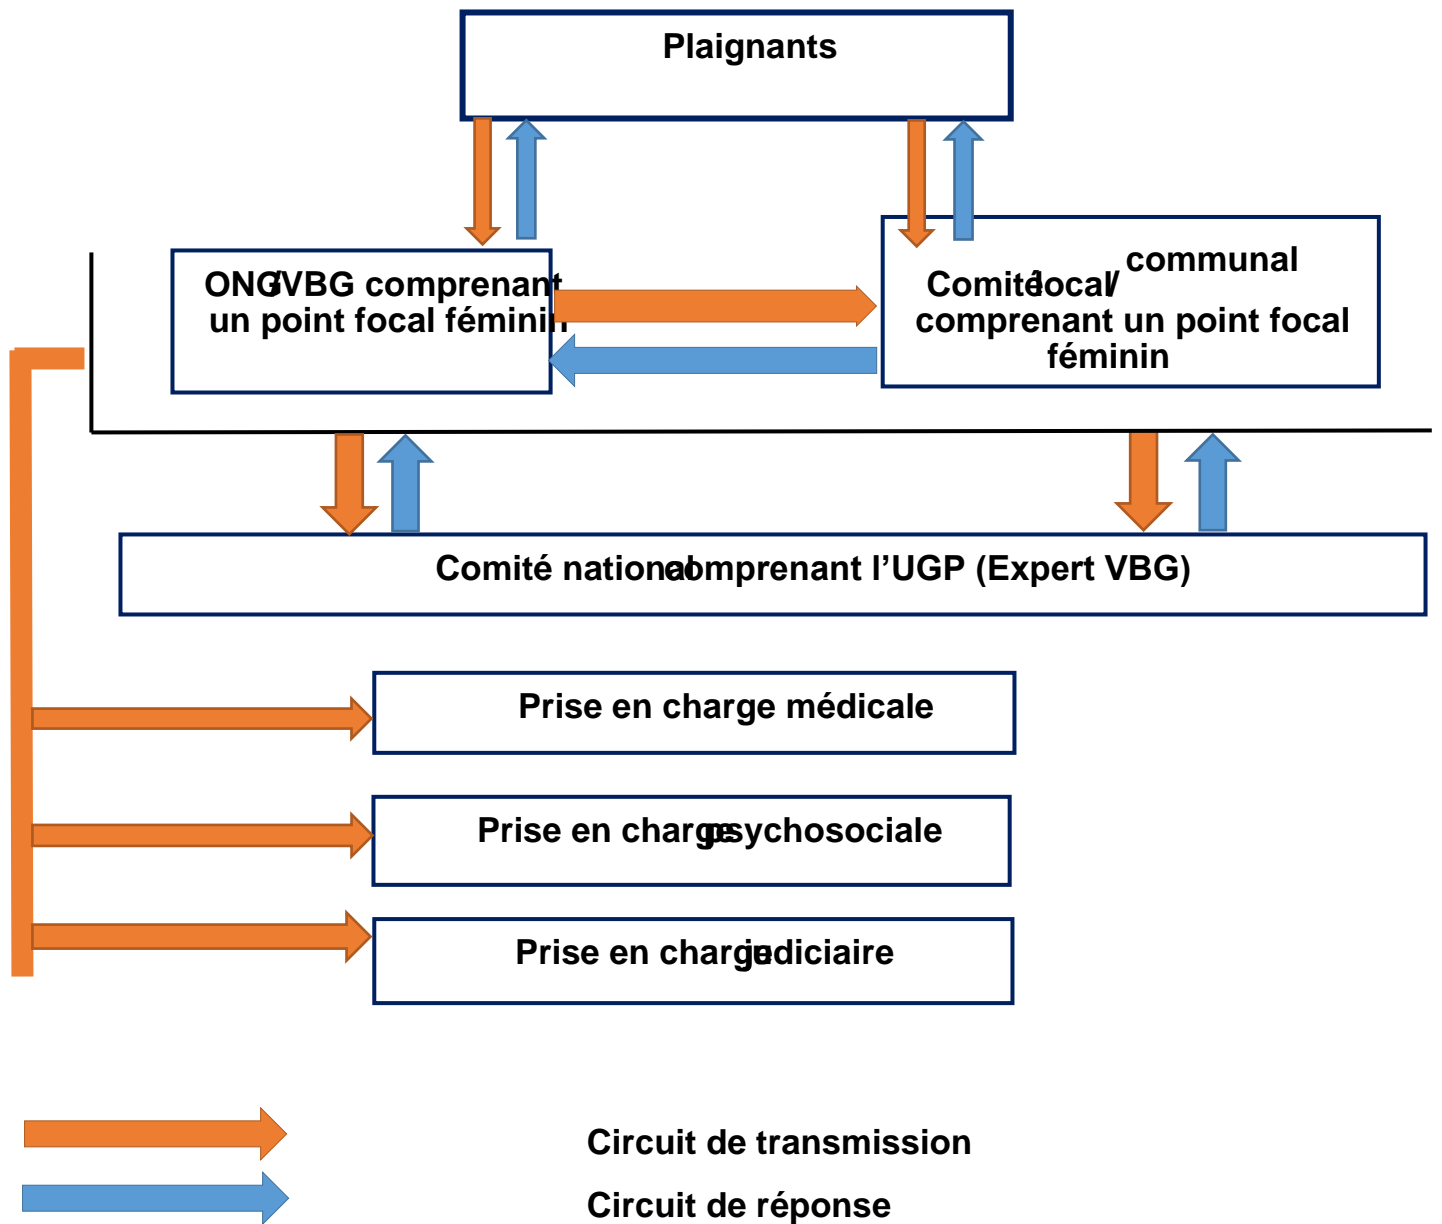 Plaignants
ONG/VBG comprenant
un point focal féminin
Comité local/ communal
comprenant un point focal
féminin
Comité national comprenant l’UGP (Expert VBG)
Prise en charge médicale
Prise en charge psychosociale
Prise en charge judiciaire
Circuit de transmission
Circuit de réponse